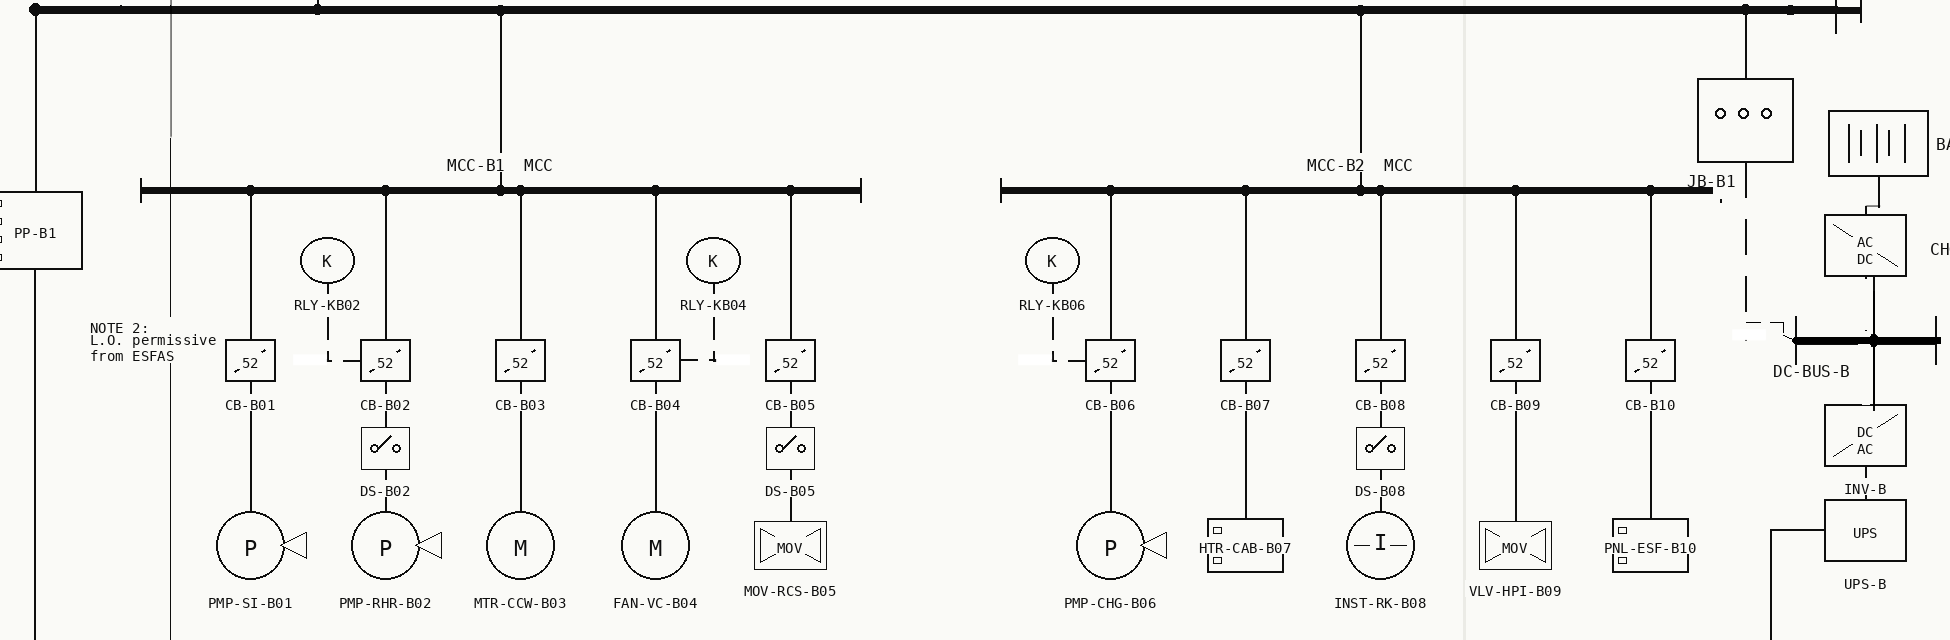 MCC-B1 MCC
MCC-B2 MCC
JB-B1
PP-B1
K
RLY-KB02
K
RLY-KB04
K
RLY-KB06
AC
DC
NOTE 2:
L.O. permissive
from ESFAS
52
52
52
52
52
52
52
52
52
52
CB-B01
CB-B02
CB-B03
CB-B04
CB-B05
CB-B06
CB-B07
CB-B08
CB-B09
CB-B10
DC-BUS-B
DC
AC
INV-B
DS-B02
DS-B05
DS-B08
P
P
M
M
MOV
P
HTR-CAB-B07
I
MOV
PNL-ESF-B10
UPS
UPS-B
PMP-SI-B01
PMP-RHR-B02
MTR-CCW-B03
FAN-VC-B04
MOV-RCS-B05
PMP-CHG-B06
INST-RK-B08
VLV-HPI-B09